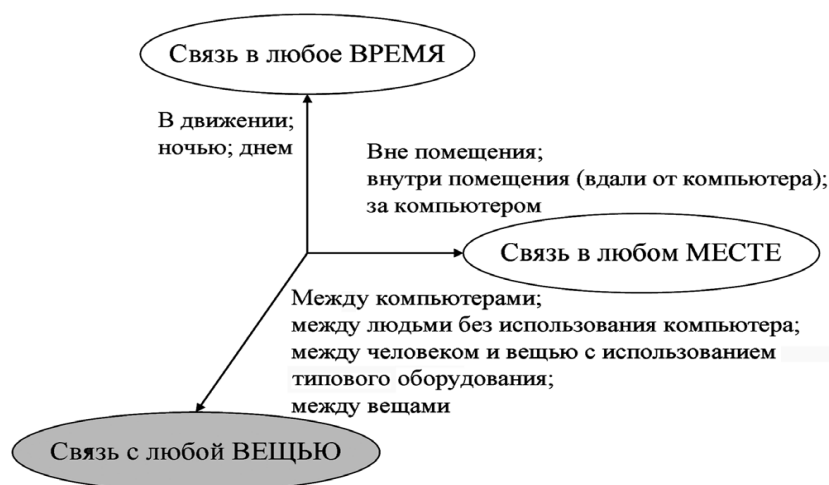 Связь в любое ВРЕМЯ
В движении;
ночью; днем
Вне помещения;
внутри помещения (вдали от компьютера);
за компьютером
Связь в любом МЕСТЕ
Между компьютерами;
между людьми без использования компьютера;
между человеком и вещью с использованием
типового оборудования;
между вещами
Связь с любой ВЕЩЬЮ